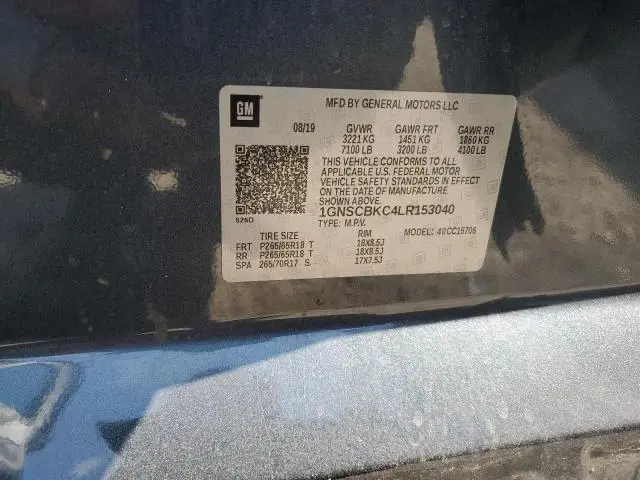 GM
MFD BY GENERAL MOTORS LLC
08/19 GVWR GAWR FRT GAWR RR
3221 KG 1451 KG 1860 KG
7100 LB 3200 LB 4100 LB
THIS VEHICLE CONFORMS TO ALL
APPLICABLE U.S. FEDERAL MOTOR
VEHICLE SAFETY STANDARDS IN EFFECT
ON THE DATE OF MANUFACTURE
SHOWN ABOVE.
1GNSCBKC4LR153040
TYPE: M.P.V. MODEL: 40CC15706
626D
TIRE SIZE RIM
FRT P265/65R18 T 18X8.5J
RR P265/65R18 T 18X8.5J
SPA 265/70R17 S 17X7.5J